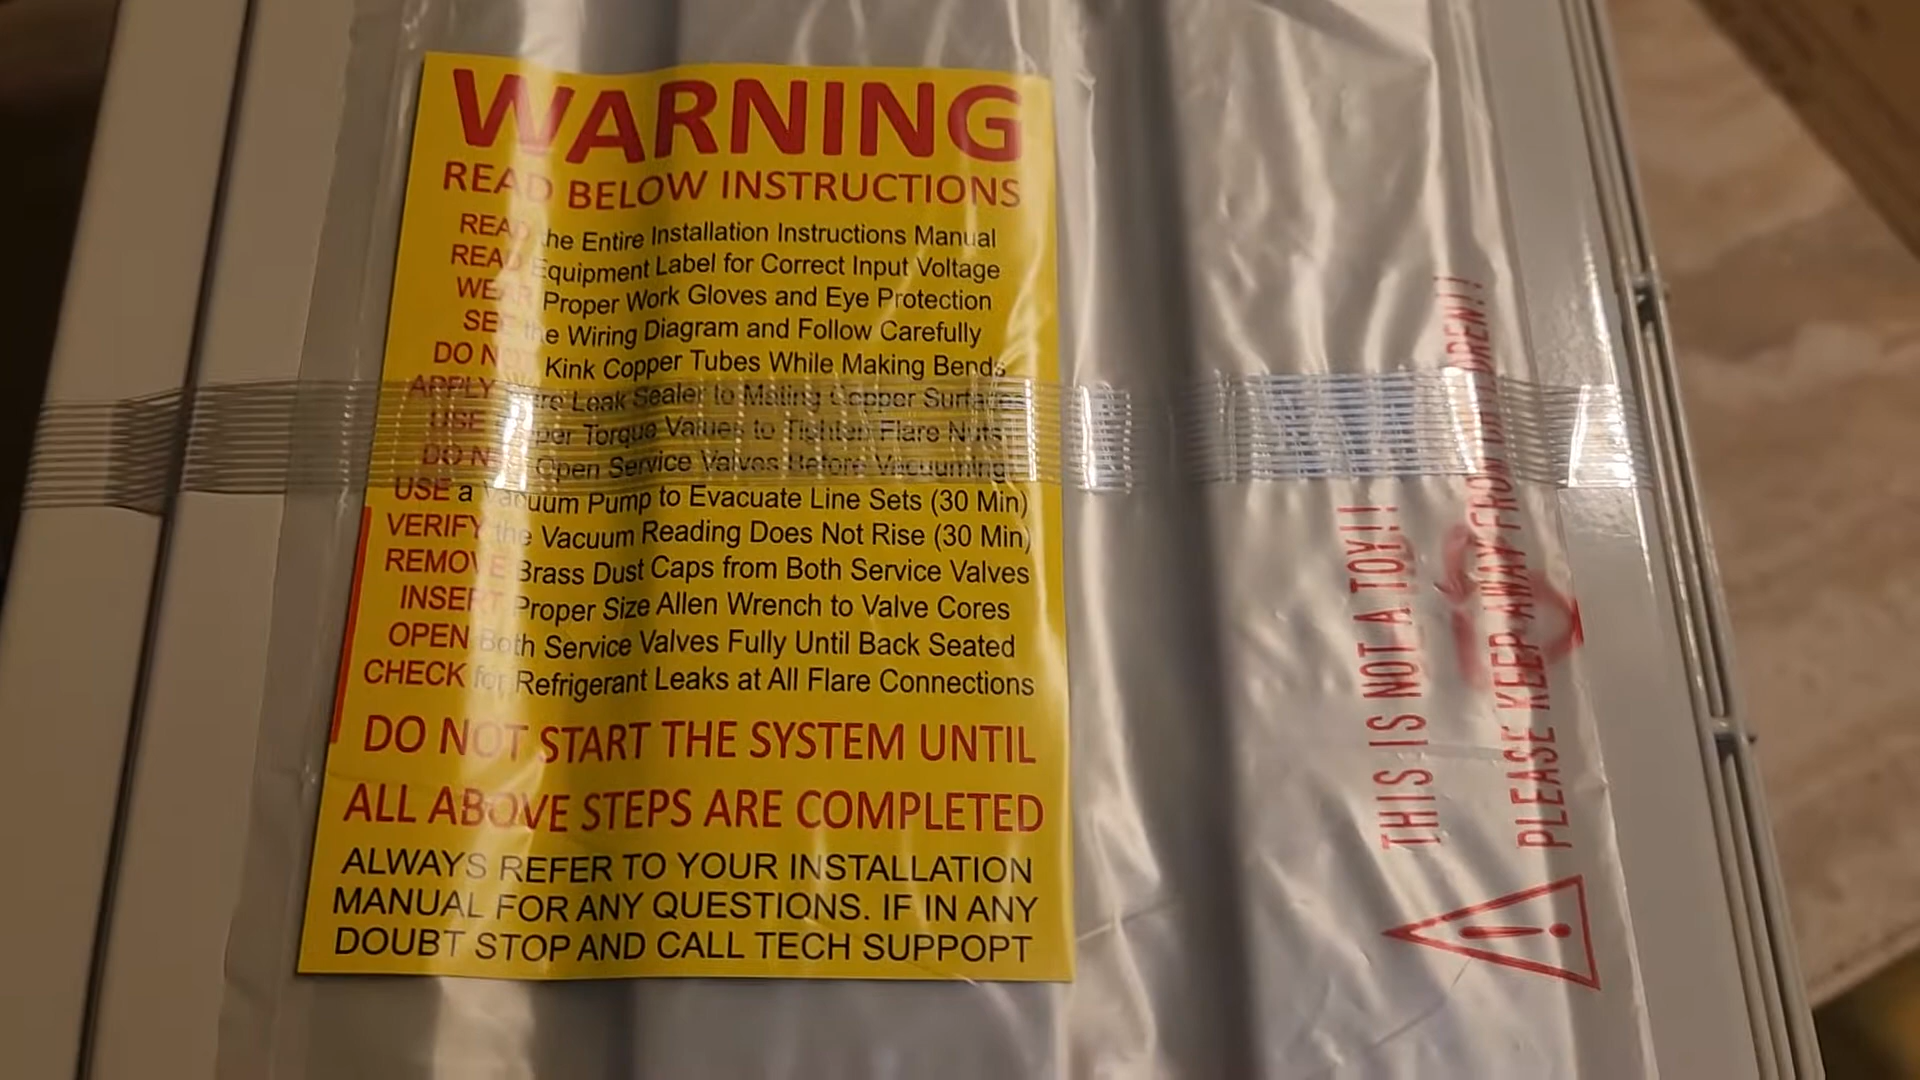 WARNING
READ BELOW INSTRUCTIONS
READ the Entire Installation Instructions Manual
READ Equipment Label for Correct Input Voltage
WEAR Proper Work Gloves and Eye Protection
SEE the Wiring Diagram and Follow Carefully
DO NOT Kink Copper Tubes While Making Bends
APPLY Leak Sealer to Mating Copper Surfaces
USE Proper Torque Values to Tighten Flare Nuts
DO NOT Open Service Valves Before Vacuuming
USE a Vacuum Pump to Evacuate Line Sets (30 Min)
VERIFY the Vacuum Reading Does Not Rise (30 Min)
REMOVE Brass Dust Caps from Both Service Valves
INSERT Proper Size Allen Wrench to Valve Cores
OPEN Both Service Valves Fully Until Back Seated
CHECK for Refrigerant Leaks at All Flare Connections
DO NOT START THE SYSTEM UNTIL
ALL ABOVE STEPS ARE COMPLETED
ALWAYS REFER TO YOUR INSTALLATION
MANUAL FOR ANY QUESTIONS. IF IN ANY
DOUBT STOP AND CALL TECH SUPPOPT
THIS IS NOT A TOY!!
PLEASE KEEP AWAY FROM CHILDREN!!